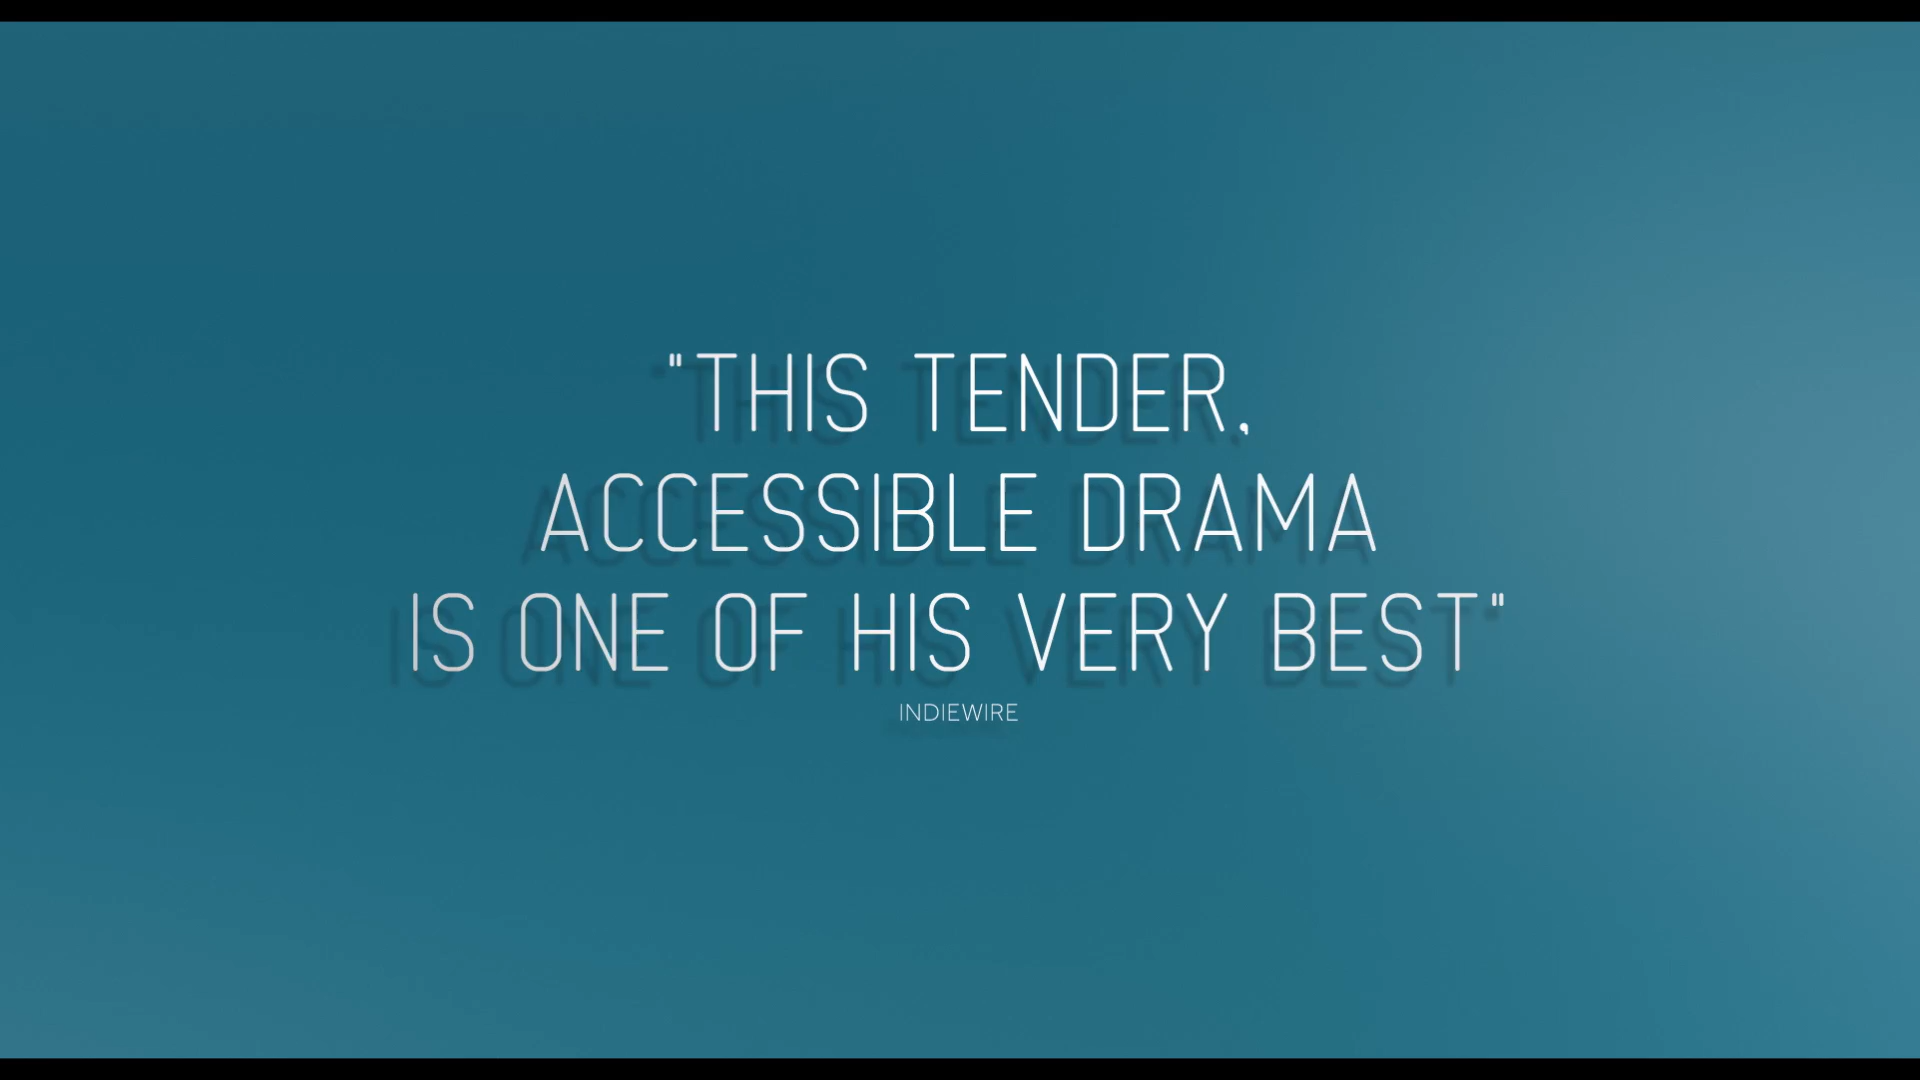 "THIS TENDER,
ACCESSIBLE DRAMA
IS ONE OF HIS VERY BEST"
INDIEWIRE